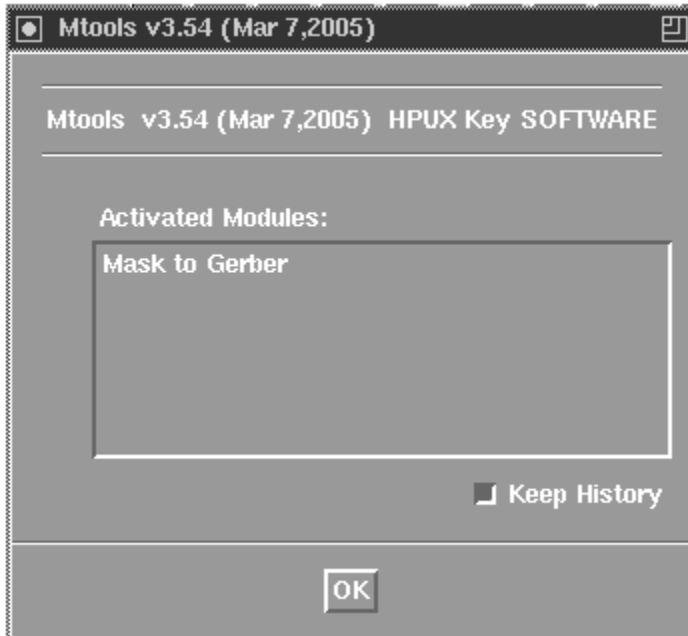 Mtools v3.54 (Mar 7,2005)
Mtools v3.54 (Mar 7,2005) HPUX Key SOFTWARE
Activated Modules:
Mask to Gerber
Keep History
OK